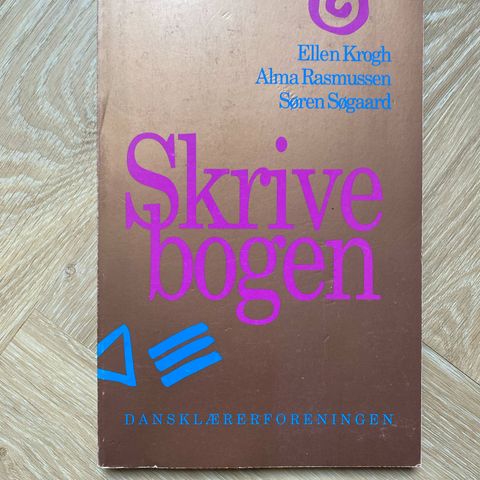 Ellen Krogh
Alma Rasmussen
Søren Søgaard
Skrive
bogen
DANSKLÆRERFORENINGEN